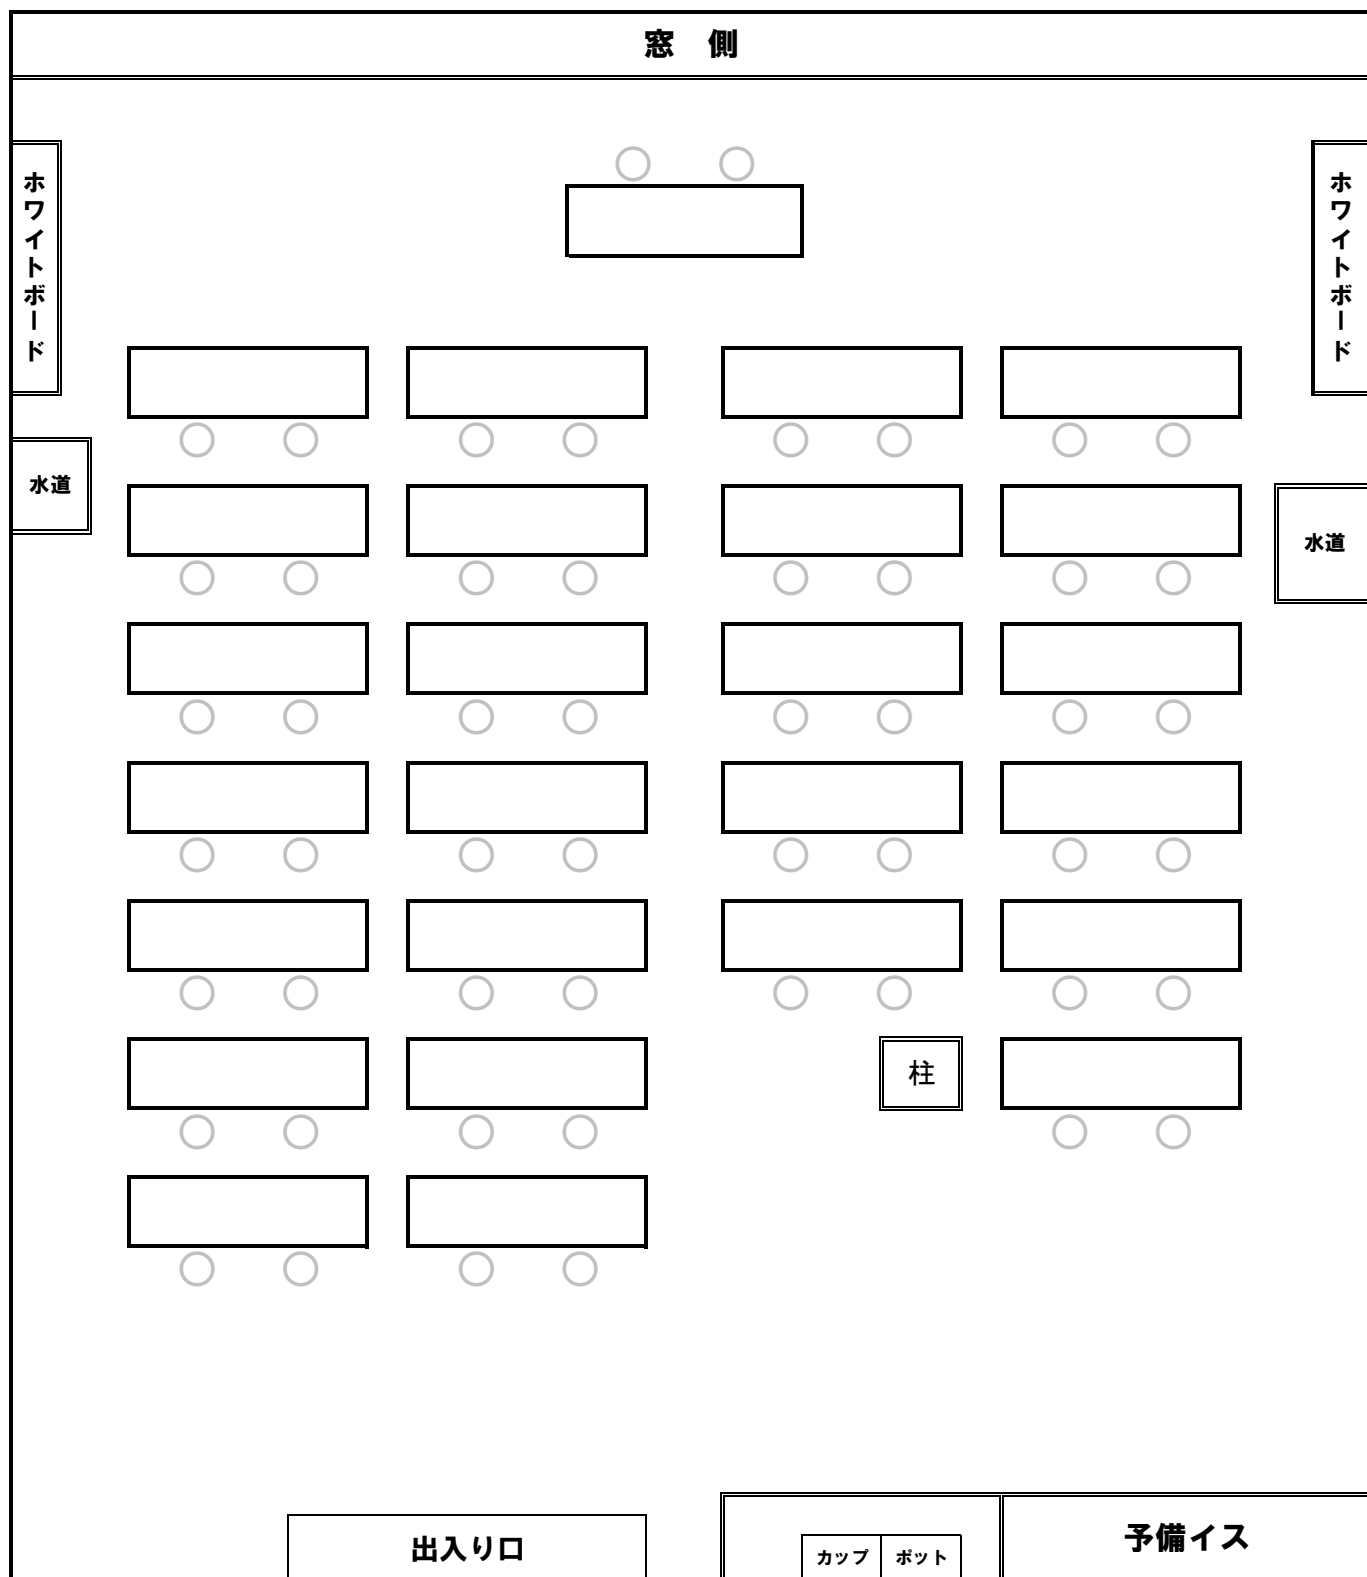 窓　側
ホワイトボード
ホワイトボード
水道
水道
柱
出入り口
カップ
ポット
予備イス